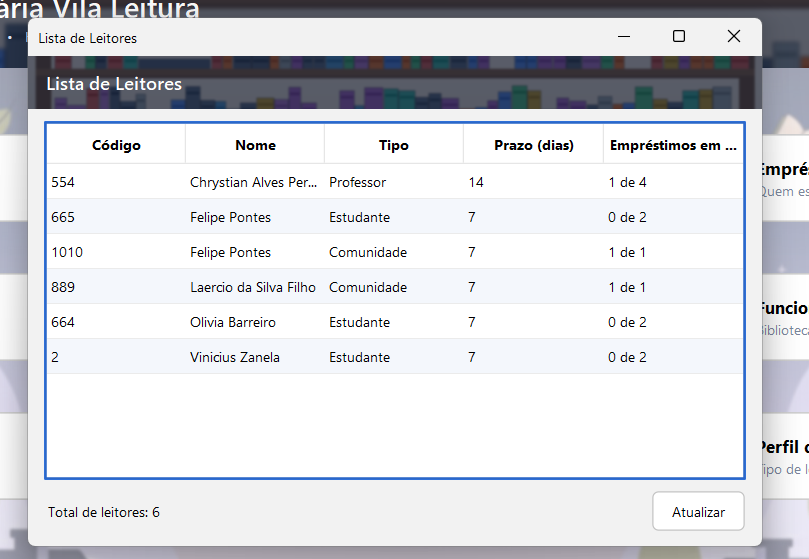 ária Vila Leitura
Lista de Leitores
Lista de Leitores
Código Nome Tipo Prazo (dias) Empréstimos em ...
554 Chrystian Alves Per... Professor 14 1 de 4
665 Felipe Pontes Estudante 7 0 de 2
1010 Felipe Pontes Comunidade 7 1 de 1
889 Laercio da Silva Filho Comunidade 7 1 de 1
664 Olivia Barreiro Estudante 7 0 de 2
2 Vinicius Zanela Estudante 7 0 de 2
Total de leitores: 6 Atualizar
Empré
Quem es
Funcio
Biblioteca
Perfil
Tipo de l